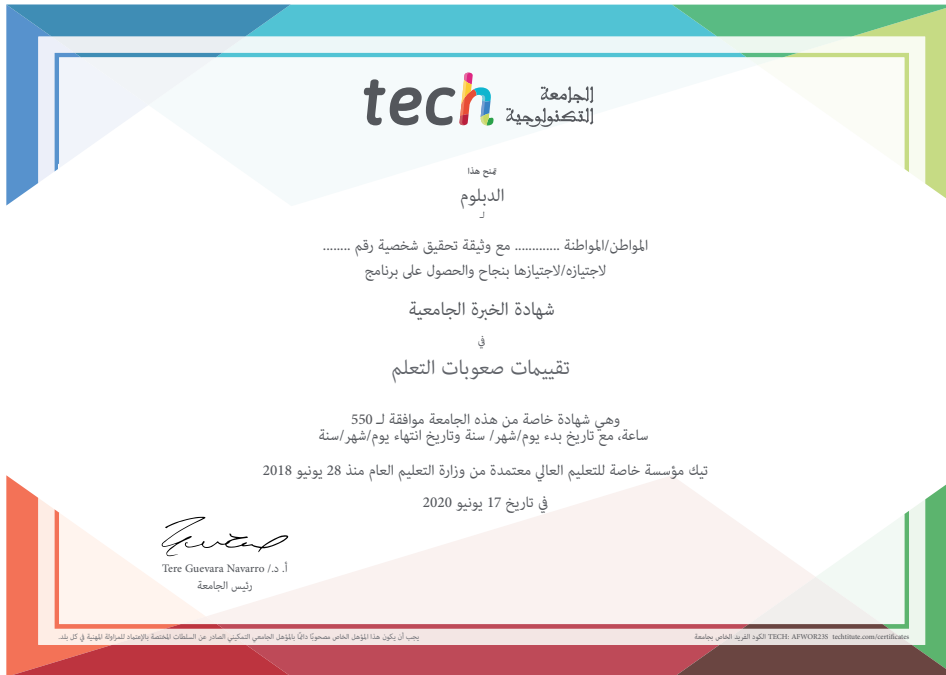 tech الجامعة
التكنولوجية
يمنح هذا
الدبلوم
لـ
المواطن/المواطنة ............ مع وثيقة تحقيق شخصية رقم ........
لاجتيازه/لاجتيازها بنجاح والحصول على برنامج
شهادة الخبرة الجامعية
في
تقييمات صعوبات التعلم
وهي شهادة خاصة من هذه الجامعة موافقة لـ 550
ساعة، مع تاريخ بدء يوم/شهر/ سنة وتاريخ انتهاء يوم/شهر/سنة
تيك مؤسسة خاصة للتعليم العالي معتمدة من وزارة التعليم العام منذ 28 يونيو 2018
في تاريخ 17 يونيو 2020
أ. د./ Tere Guevara Navarro
رئيس الجامعة
يجب أن يكون هذا المؤهل الخاص مصحوبًا دائمًا بالمؤهل الجامعي التمكيني الصادر عن السلطات المختصة بالإعتماد للمزاولة المهنية في كل بلد.
الكود الفريد الخاص بجامعة TECH: AFWOR23S techtitute.com/certificates